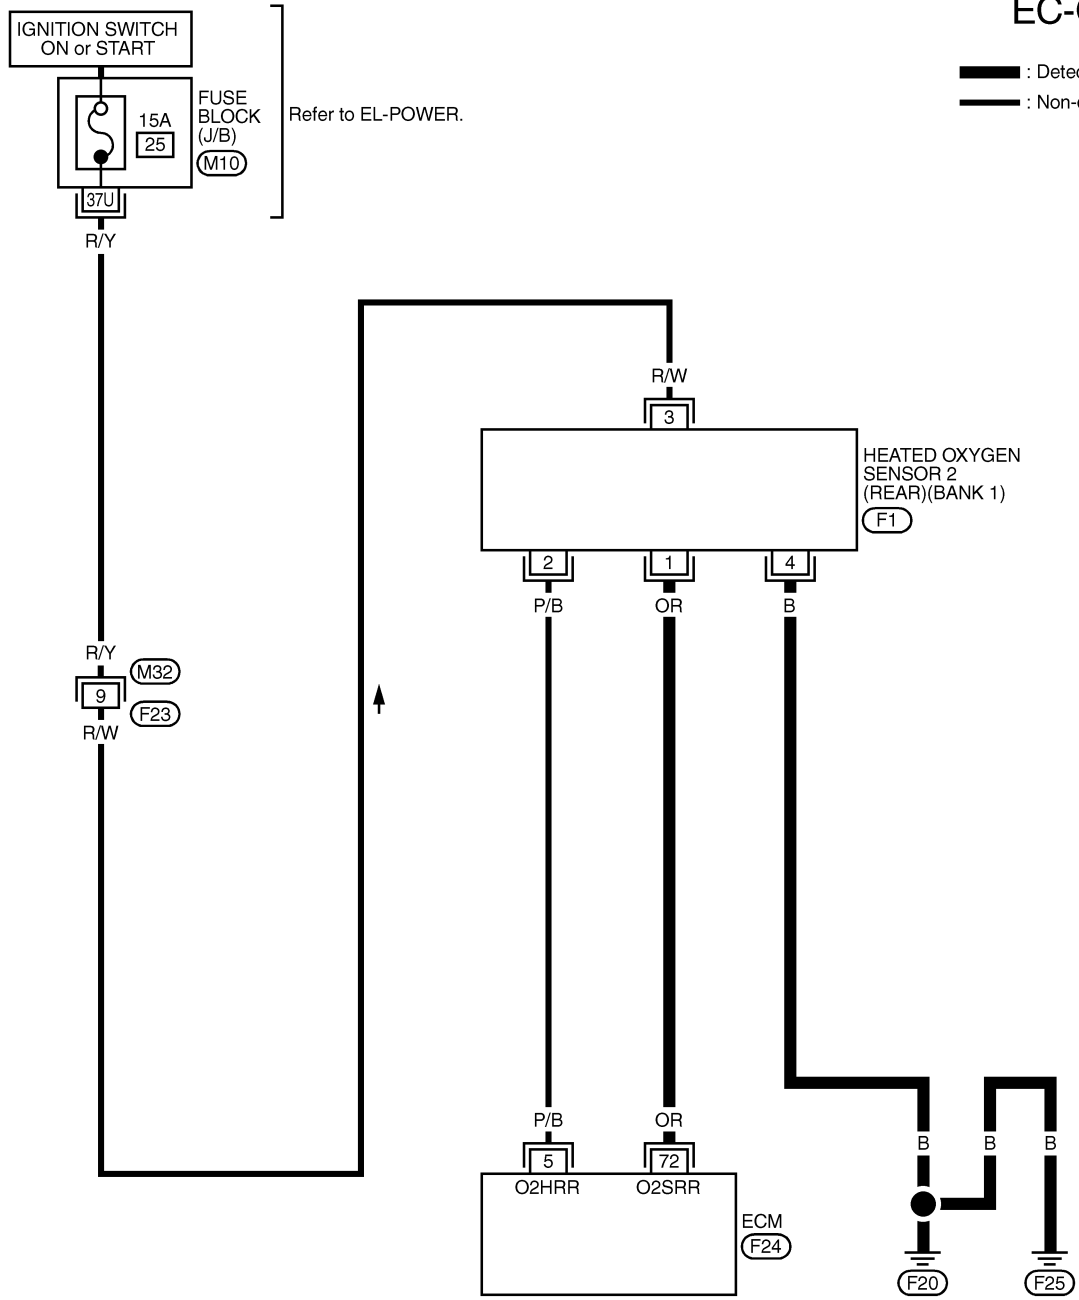 EC-
IGNITION SWITCH
ON or START
: Detec
: Non-
FUSE
BLOCK
(J/B)
M10
15A
25
Refer to EL-POWER.
37U
R/Y
R/W
3
HEATED OXYGEN
SENSOR 2
(REAR)(BANK 1)
F1
2
1
4
P/B
OR
B
R/Y
M32
9
F23
R/W
P/B
OR
B
B
B
5
72
O2HRR
O2SRR
ECM
F24
F20
F25